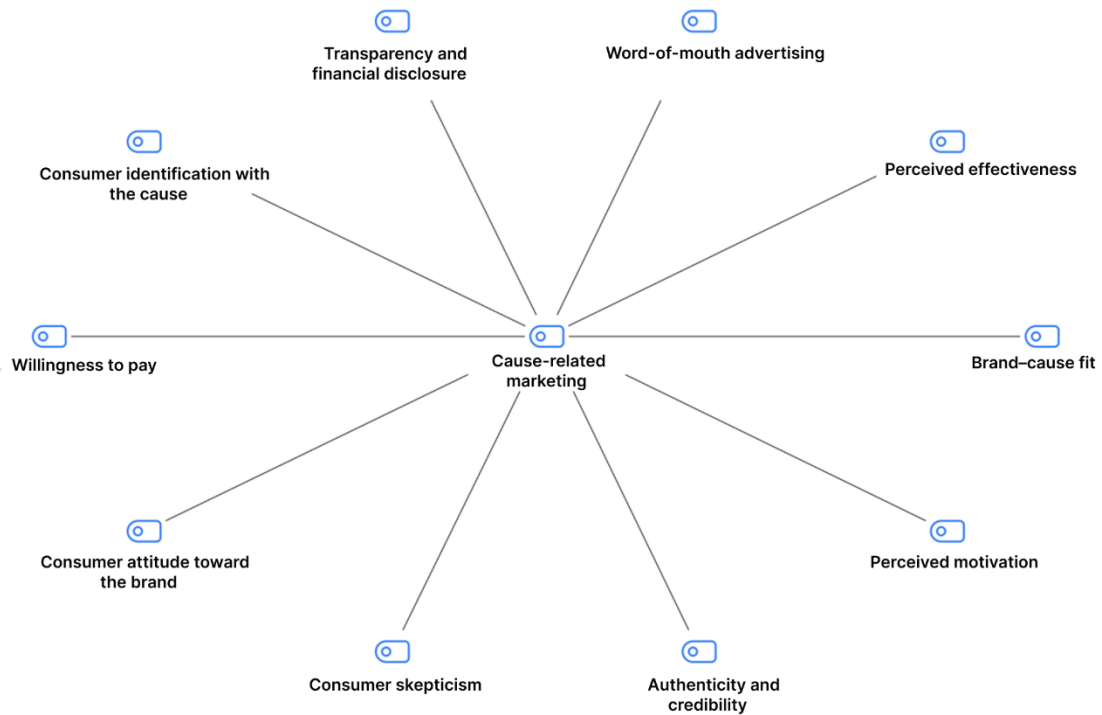 Transparency and
financial disclosure
Word-of-mouth advertising
Consumer identification with
the cause
Perceived effectiveness
Willingness to pay
Cause-related
marketing
Brand–cause fit
Consumer attitude toward
the brand
Perceived motivation
Consumer skepticism
Authenticity and
credibility